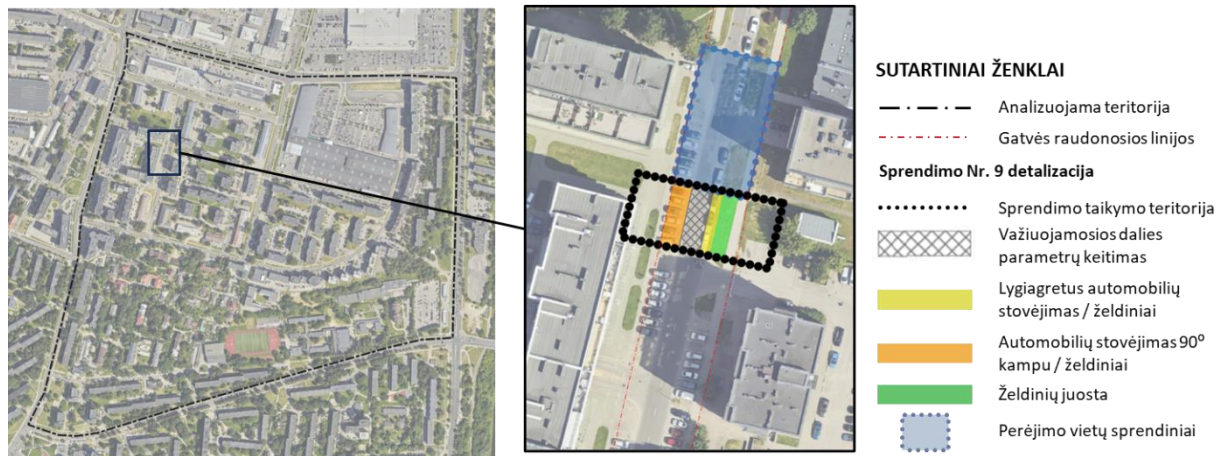 SUTARTINIAI ŽENKLAI
Analizuojama teritorija
Gatvės raudonosios linijos
Sprendimo Nr. 9 detalizacija
Sprendimo taikymo teritorija
Važiuojamosios dalies
parametrų keitimas
Lygiagretus automobilių
stovėjimas / želdiniai
Automobilių stovėjimas 90⁰
kampu / želdiniai
Želdinių juosta
Perėjimo vietų sprendiniai